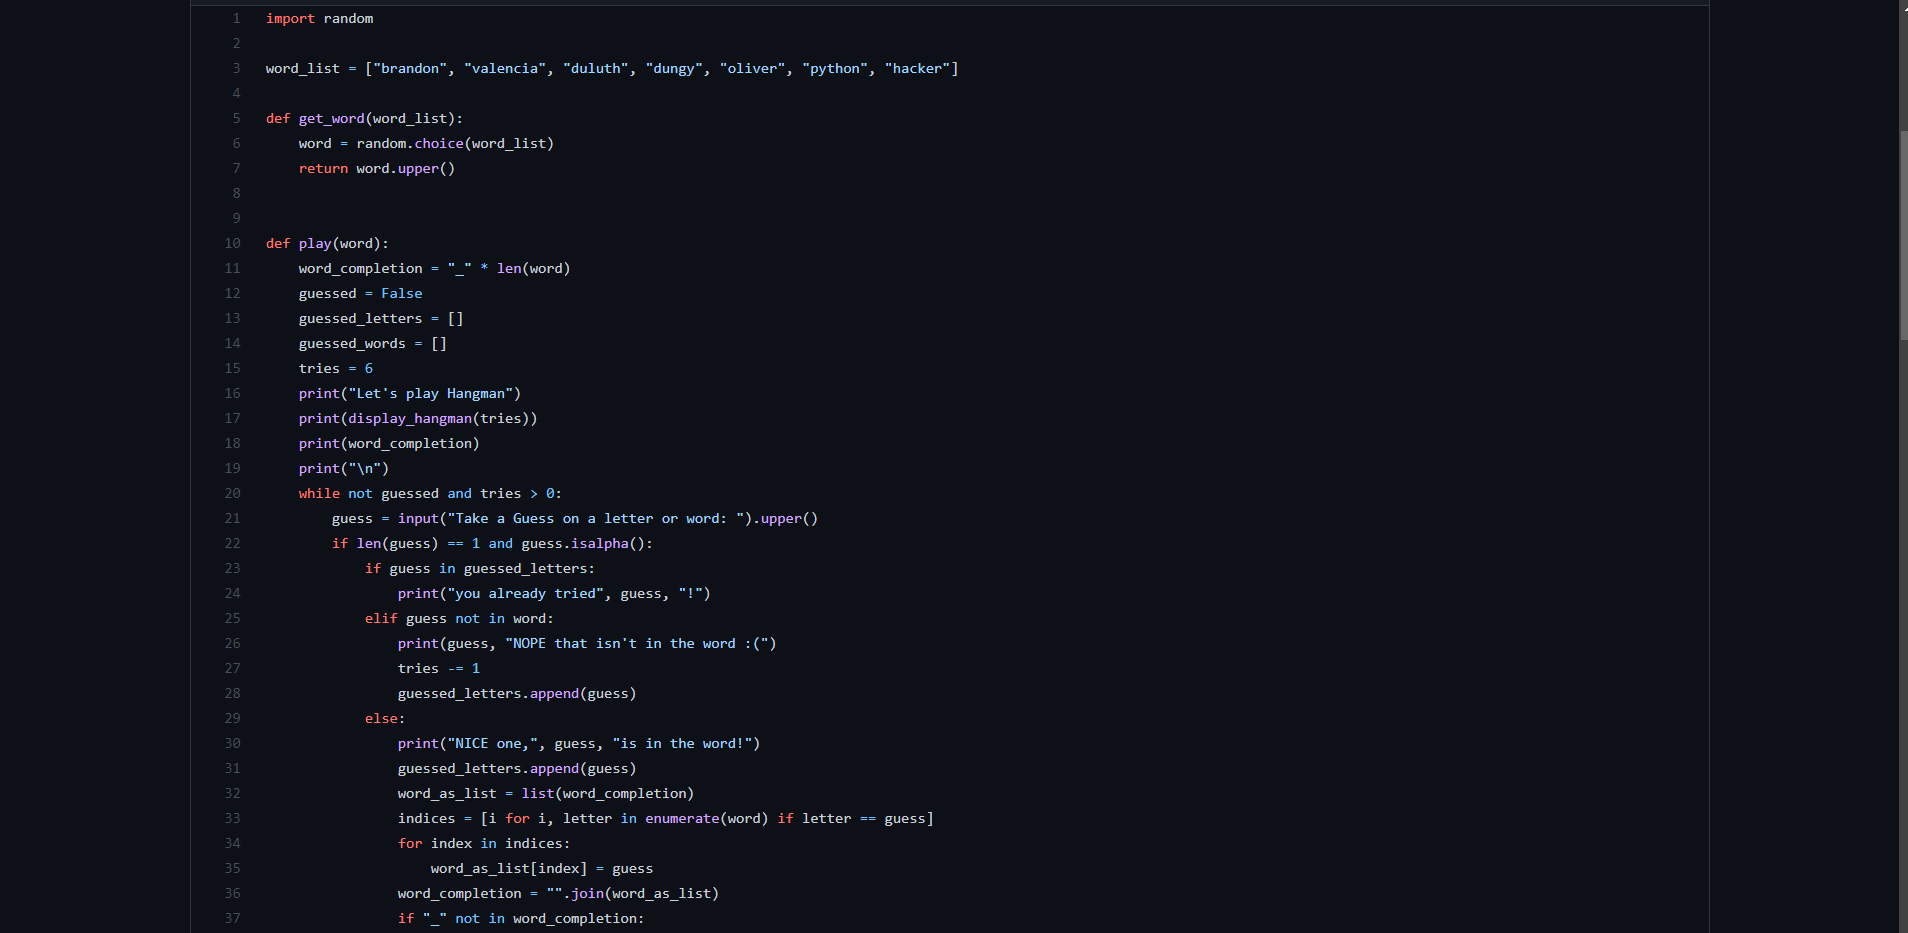 1 import random
2
3 word_list = ["brandon", "valencia", "duluth", "dungy", "oliver", "python", "hacker"]
4
5 def get_word(word_list):
6     word = random.choice(word_list)
7     return word.upper()
8
9
10 def play(word):
11     word_completion = "_" * len(word)
12     guessed = False
13     guessed_letters = []
14     guessed_words = []
15     tries = 6
16     print("Let's play Hangman")
17     print(display_hangman(tries))
18     print(word_completion)
19     print("\n")
20     while not guessed and tries > 0:
21         guess = input("Take a Guess on a letter or word: ").upper()
22         if len(guess) == 1 and guess.isalpha():
23             if guess in guessed_letters:
24                 print("you already tried", guess, "!")
25             elif guess not in word:
26                 print(guess, "NOPE that isn't in the word :(")
27                 tries -= 1
28                 guessed_letters.append(guess)
29             else:
30                 print("NICE one,", guess, "is in the word!")
31                 guessed_letters.append(guess)
32                 word_as_list = list(word_completion)
33                 indices = [i for i, letter in enumerate(word) if letter == guess]
34                 for index in indices:
35                     word_as_list[index] = guess
36                 word_completion = "".join(word_as_list)
37                 if "_" not in word_completion: